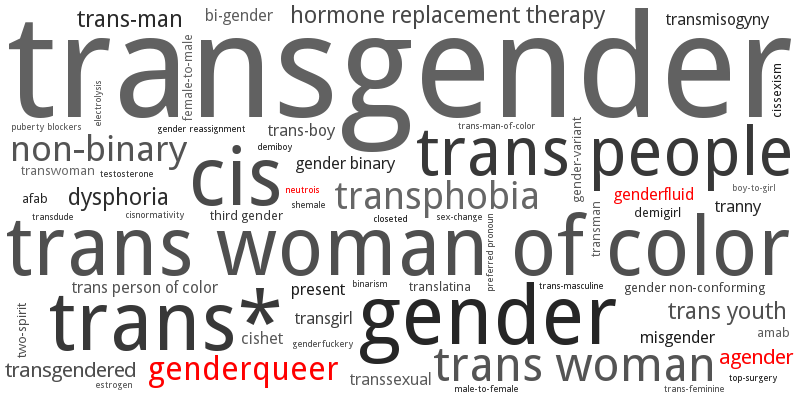 trans-man
bi-gender
hormone replacement therapy
transmisogyny
transgender
female-to-male
electrolysis
cissexism
puberty blockers
gender reassignment
trans-boy
trans-man-of-color
non-binary
demiboy
trans people
gender-variant
transwoman
testosterone
cis
gender binary
afab
dysphoria
neutrois
transphobia
genderfluid
boy-to-girl
shemale
tranny
transdude
cisnormativity
third gender
closeted
sex-change
demigirl
transman
preferred pronoun
trans woman of color
trans person of color
present
binarism
translatina
trans-masculine
gender non-conforming
trans*
gender
two-spirit
transgirl
trans youth
cishet
genderfuckery
misgender
amab
transgendered
genderqueer
trans woman
agender
estrogen
transsexual
male-to-female
top-surgery
trans-feminine